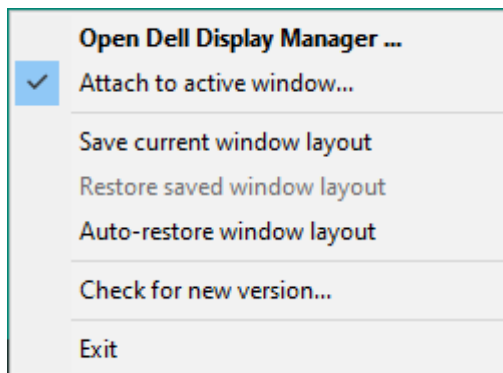 Open Dell Display Manager ...
Attach to active window...
Save current window layout
Restore saved window layout
Auto-restore window layout
Check for new version...
Exit